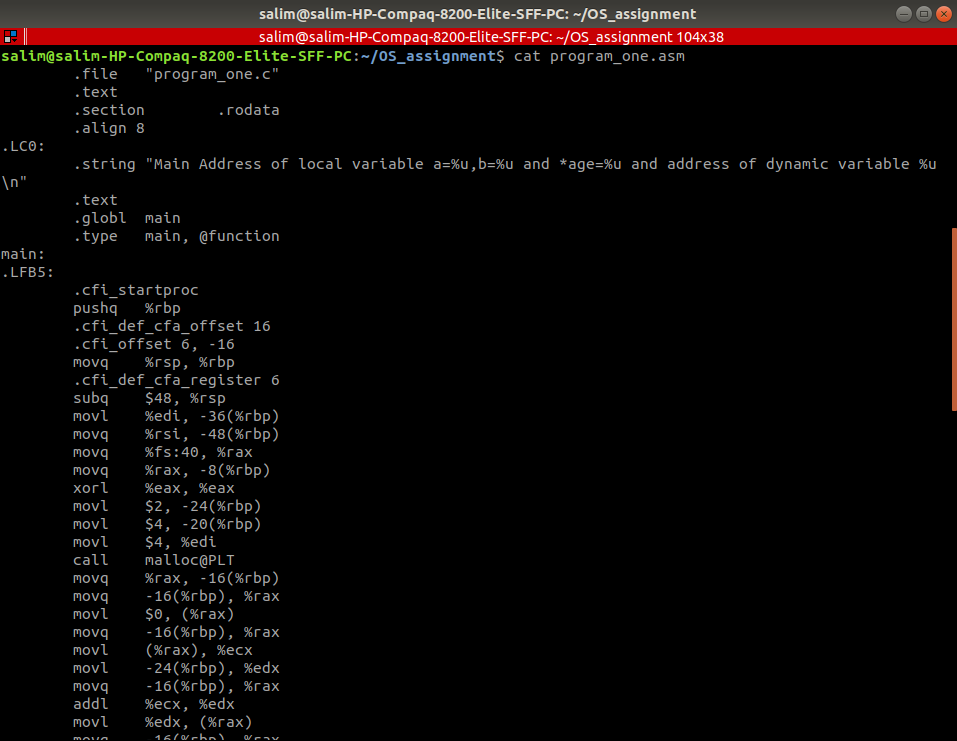 salim@salim-HP-Compaq-8200-Elite-SFF-PC: ~/OS_assignment
salim@salim-HP-Compaq-8200-Elite-SFF-PC: ~/OS_assignment 104x38
salim@salim-HP-Compaq-8200-Elite-SFF-PC:~/OS_assignment$ cat program_one.asm
        .file   "program_one.c"
        .text
        .section        .rodata
        .align 8
.LC0:
        .string "Main Address of local variable a=%u,b=%u and *age=%u and address of dynamic variable %u
\n"
        .text
        .globl  main
        .type   main, @function
main:
.LFB5:
        .cfi_startproc
        pushq   %rbp
        .cfi_def_cfa_offset 16
        .cfi_offset 6, -16
        movq    %rsp, %rbp
        .cfi_def_cfa_register 6
        subq    $48, %rsp
        movl    %edi, -36(%rbp)
        movq    %rsi, -48(%rbp)
        movq    %fs:40, %rax
        movq    %rax, -8(%rbp)
        xorl    %eax, %eax
        movl    $2, -24(%rbp)
        movl    $4, -20(%rbp)
        movl    $4, %edi
        call    malloc@PLT
        movq    %rax, -16(%rbp)
        movq    -16(%rbp), %rax
        movl    $0, (%rax)
        movq    -16(%rbp), %rax
        movl    (%rax), %ecx
        movl    -24(%rbp), %edx
        movq    -16(%rbp), %rax
        addl    %ecx, %edx
        movl    %edx, (%rax)
        movq    -16(%rbp), %rax